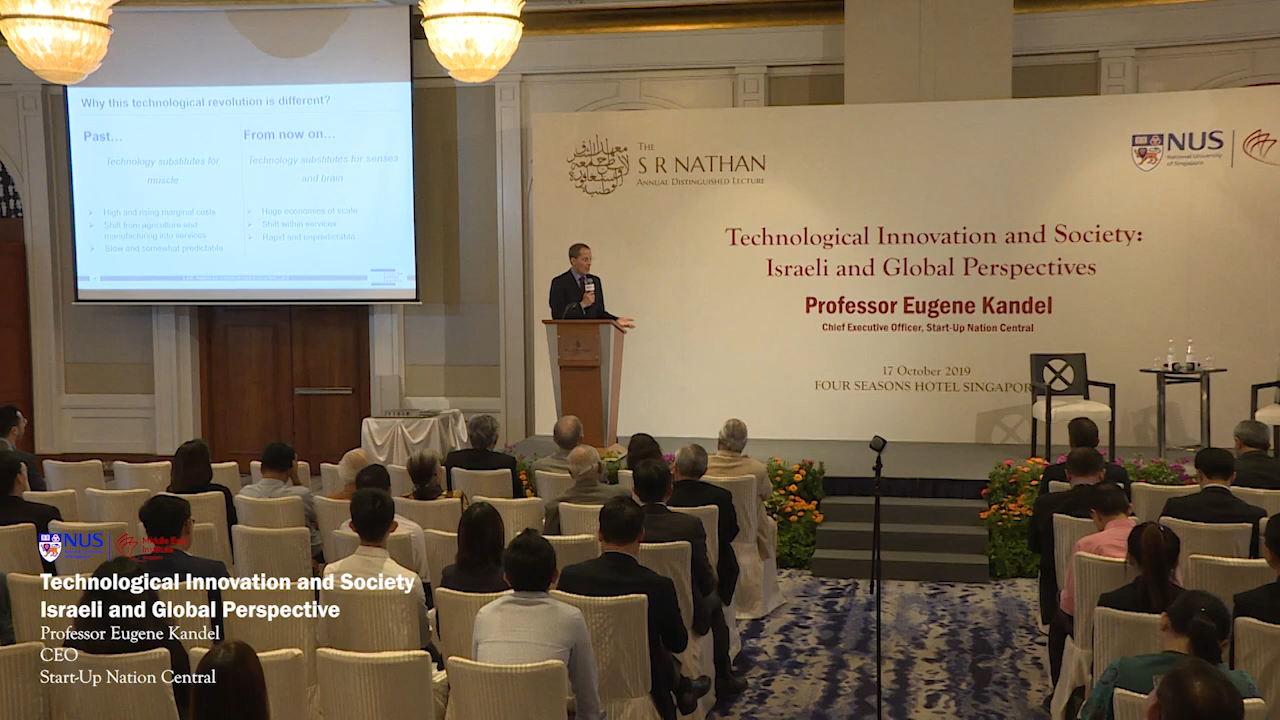 Why this technological revolution is different?
Past...
Technology substitutes for
muscle
High and rising marginal costs
Shift from agriculture and
manufacturing into services
Slow and somewhat predictable
From now on...
Technology substitutes for senses
and brain
Huge economies of scale
Shift within services
Rapid and unpredictable
THE
S R NATHAN
ANNUAL DISTINGUISHED LECTURE
NUS
National University
of Singapore
Technological Innovation and Society:
Israeli and Global Perspectives
Professor Eugene Kandel
Chief Executive Officer, Start-Up Nation Central
17 October 2019
FOUR SEASONS HOTEL SINGAPOR
NUS
Middle East
Institute
Technological Innovation and Society
Israeli and Global Perspective
Professor Eugene Kandel
CEO
Start-Up Nation Central